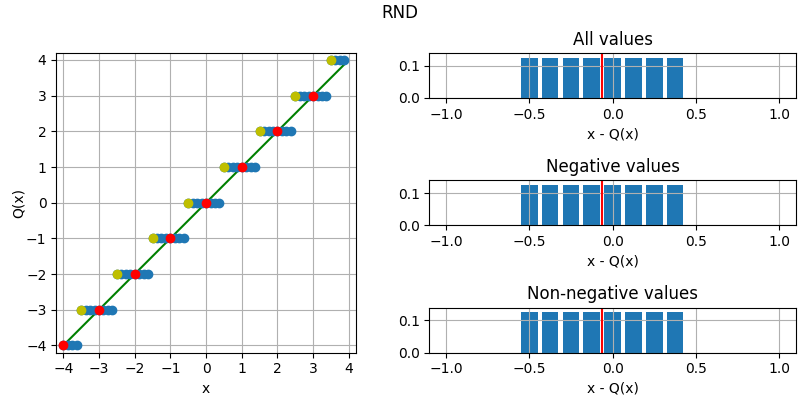 RND
4
3
2
1
0
−1
−2
−3
−4
Q(x)
−4 −3 −2 −1 0 1 2 3 4
x
All values
0.1
0.0
−1.0 −0.5 0.0 0.5 1.0
x - Q(x)
Negative values
0.1
0.0
−1.0 −0.5 0.0 0.5 1.0
x - Q(x)
Non-negative values
0.1
0.0
−1.0 −0.5 0.0 0.5 1.0
x - Q(x)